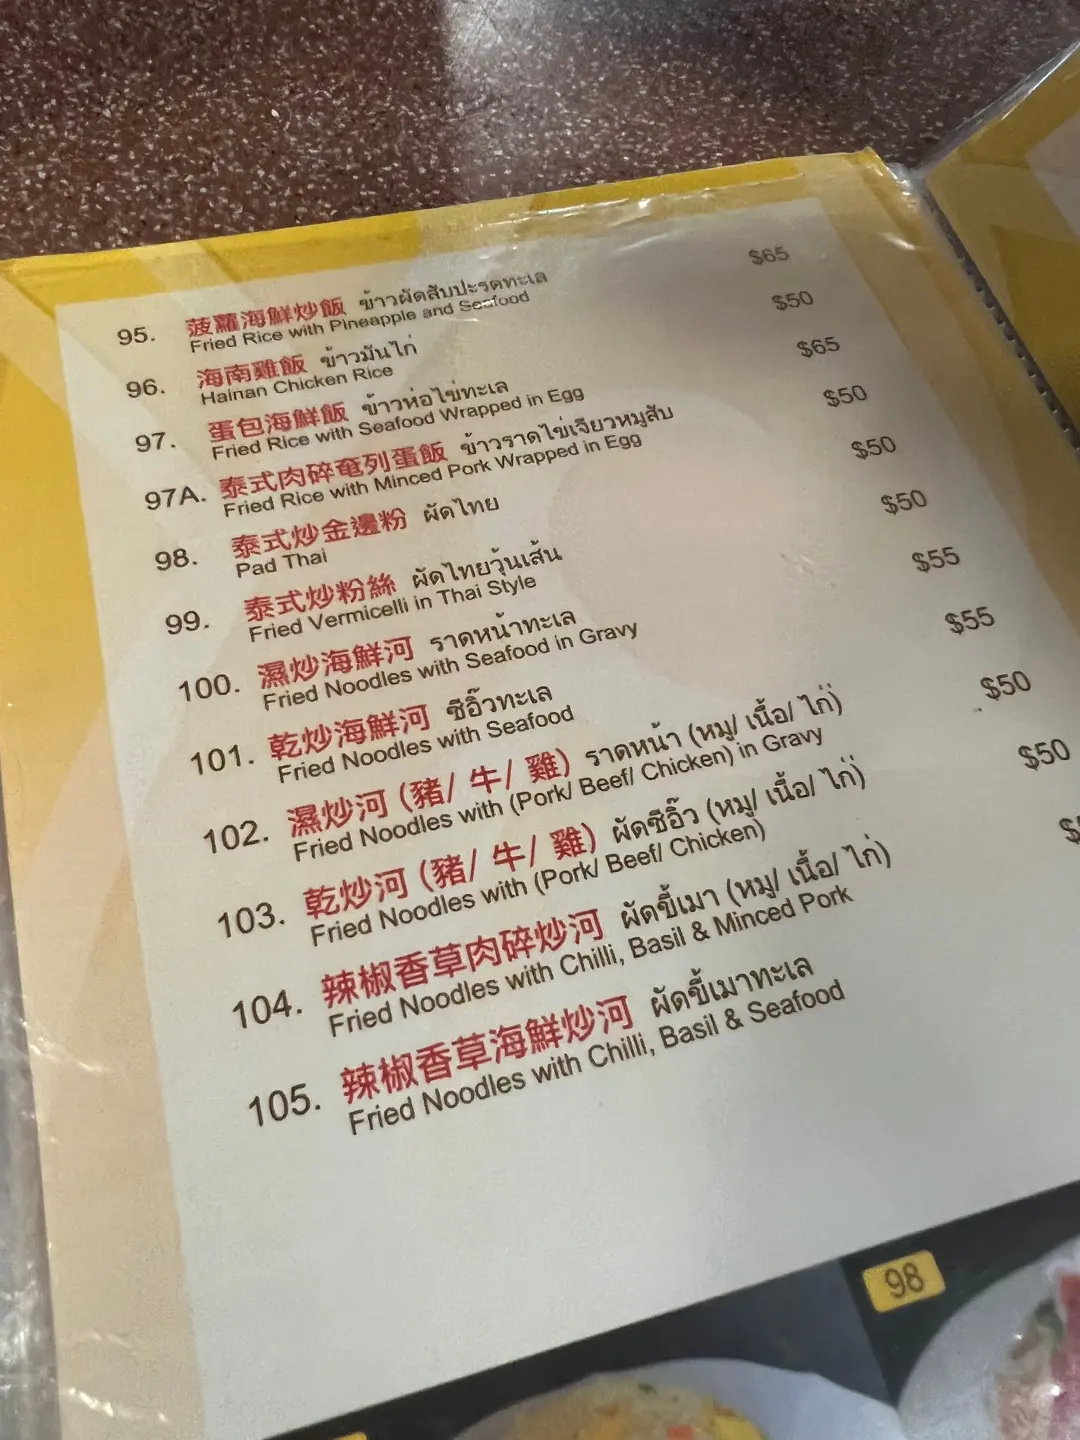 95. 菠蘿海鮮炒飯 ข้าวผัดสับปะรดทะเล $65
Fried Rice with Pineapple and Seafood
96. 海南雞飯 ข้าวมันไก่ $50
Hainan Chicken Rice
97. 蛋包海鮮飯 ข้าวห่อไข่ทะเล $65
Fried Rice with Seafood Wrapped in Egg
97A. 泰式肉碎奄列蛋飯 ข้าวราดไข่เจียวหมูสับ $50
Fried Rice with Minced Pork Wrapped in Egg
98. 泰式炒金邊粉 ผัดไทย $50
Pad Thai
99. 泰式炒粉絲 ผัดไทยวุ้นเส้น $50
Fried Vermicelli in Thai Style
100. 濕炒海鮮河 ราดหน้าทะเล $55
Fried Noodles with Seafood in Gravy
101. 乾炒海鮮河 ซีอิ๊วทะเล $55
Fried Noodles with Seafood
102. 濕炒河 (豬/ 牛/ 雞) ราดหน้า (หมู/ เนื้อ/ ไก่) $50
Fried Noodles with (Pork/ Beef/ Chicken) in Gravy
103. 乾炒河 (豬/ 牛/ 雞) ผัดซีอิ๊ว (หมู/ เนื้อ/ ไก่) $50
Fried Noodles with (Pork/ Beef/ Chicken)
104. 辣椒香草肉碎炒河 ผัดขี้เมา (หมู/ เนื้อ/ ไก่)
Fried Noodles with Chilli, Basil & Minced Pork
105. 辣椒香草海鮮炒河 ผัดขี้เมาทะเล
Fried Noodles with Chilli, Basil & Seafood
98